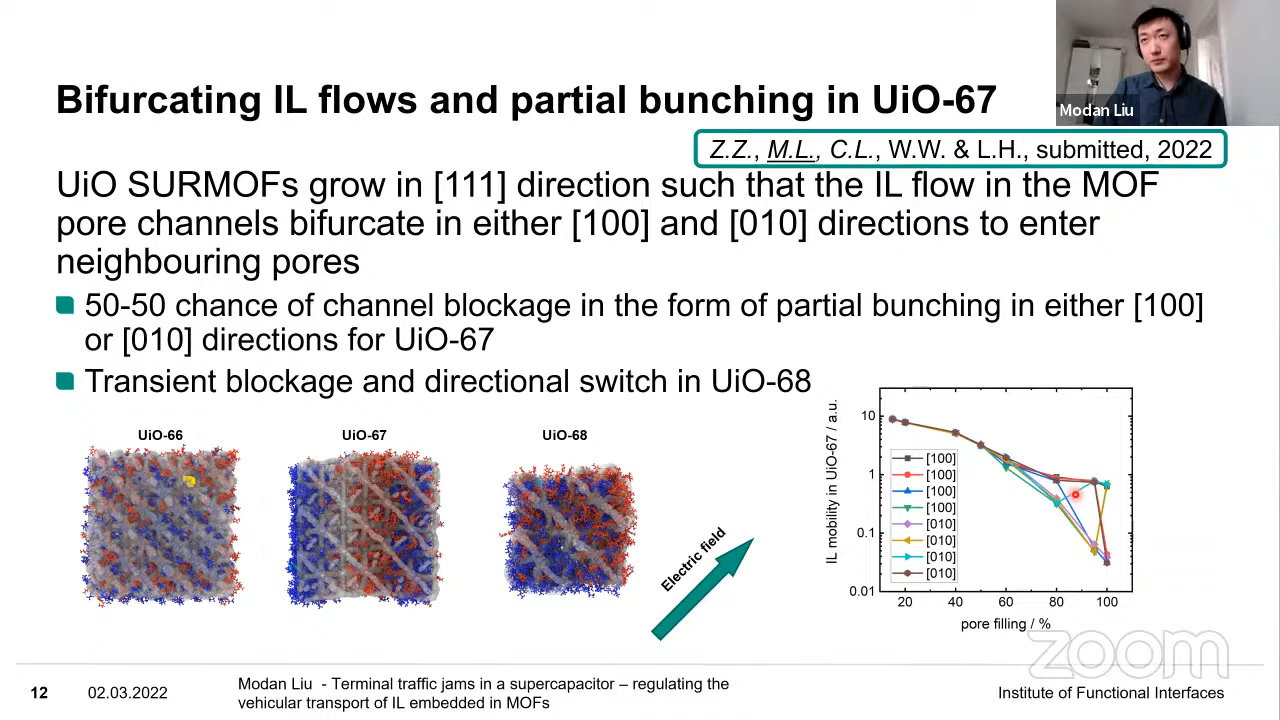 Modan Liu
Bifurcating IL flows and partial bunching in UiO-67
Z.Z., M.L., C.L., W.W. & L.H., submitted, 2022
UiO SURMOFs grow in [111] direction such that the IL flow in the MOF
pore channels bifurcate in either [100] and [010] directions to enter
neighbouring pores
50-50 chance of channel blockage in the form of partial bunching in either [100]
or [010] directions for UiO-67
Transient blockage and directional switch in UiO-68
UiO-66
UiO-67
UiO-68
Electric field
IL mobility in UiO-67 / a.u.
10
1
0.1
0.01
[100]
[100]
[100]
[100]
[010]
[010]
[010]
[010]
20 40 60 80 100
pore filling / %
zoom
12
02.03.2022
Modan Liu - Terminal traffic jams in a supercapacitor – regulating the
vehicular transport of IL embedded in MOFs
Institute of Functional Interfaces